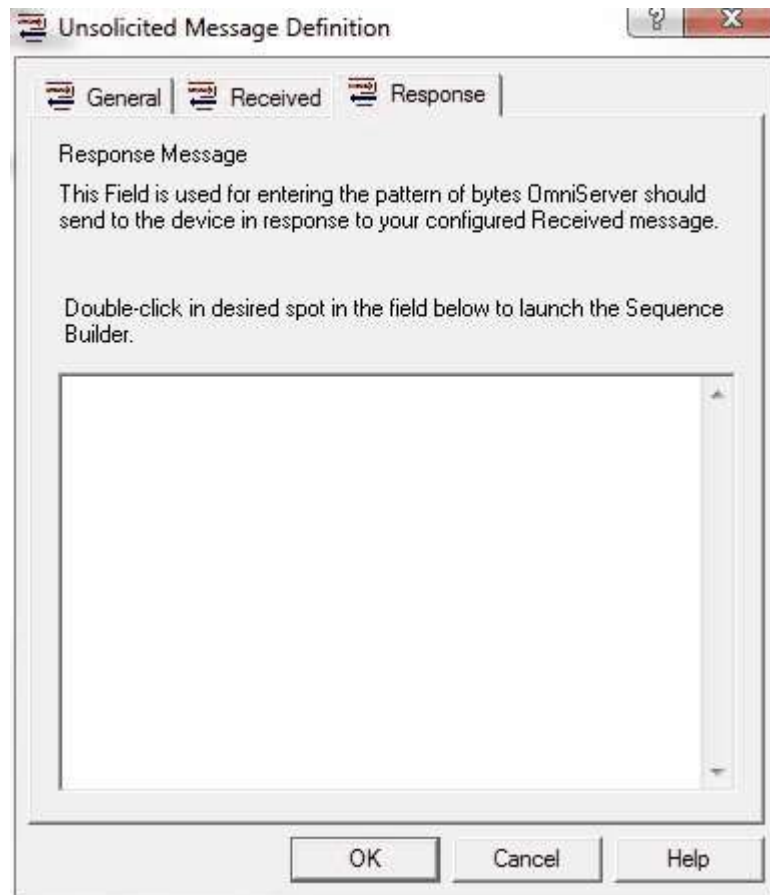 Unsolicited Message Definition
General
Received
Response
Response Message
This Field is used for entering the pattern of bytes OmniServer should
send to the device in response to your configured Received message.
Double-click in desired spot in the field below to launch the Sequence
Builder.
OK
Cancel
Help